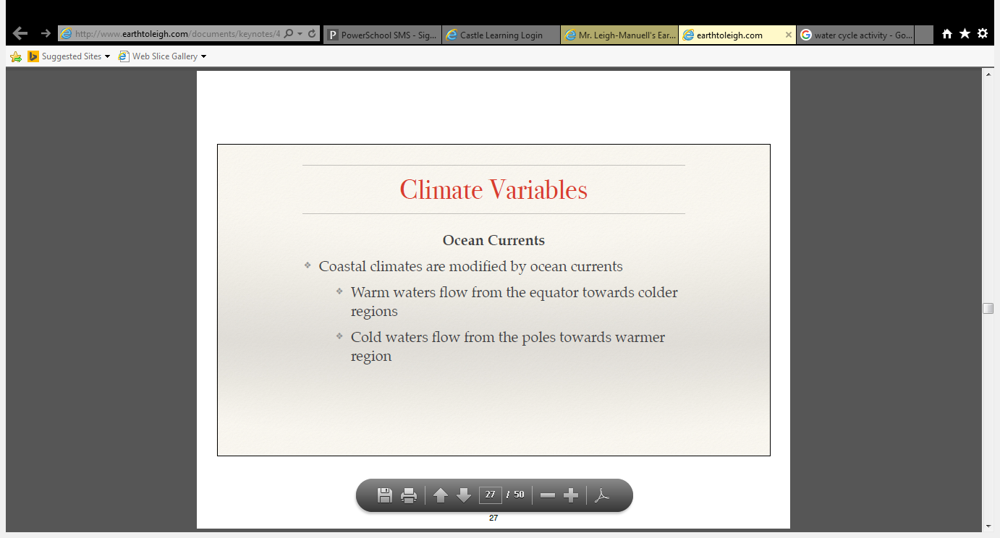 http://www.earthtoleigh.com/documents/keynotes/4
PowerSchool SMS - Sig...
Castle Learning Login
Mr. Leigh-Manuell's Ear...
earthtoleigh.com
water cycle activity - Go...
Suggested Sites
Web Slice Gallery
Climate Variables
Ocean Currents
Coastal climates are modified by ocean currents
Warm waters flow from the equator towards colder
regions
Cold waters flow from the poles towards warmer
region
27 / 50
27